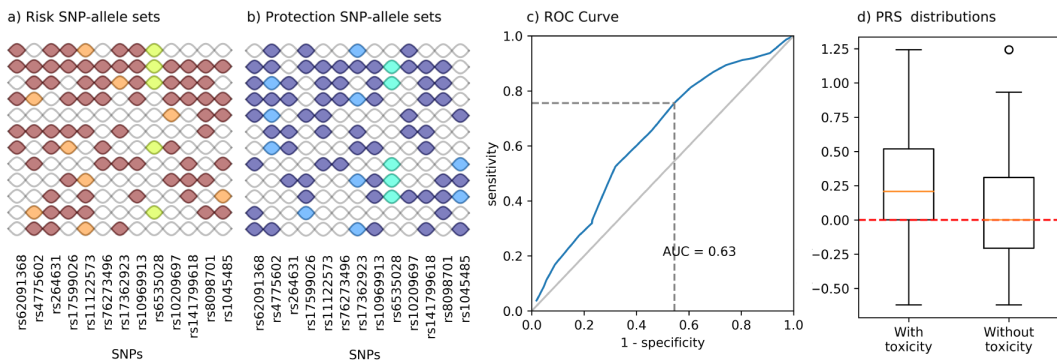 a) Risk SNP-allele sets
b) Protection SNP-allele sets
c) ROC Curve
d) PRS distributions
rs62091368
rs4775602
rs264631
rs17599026
rs11122573
rs76273496
rs17362923
rs10969913
rs6535028
rs10209697
rs141799618
rs8098701
rs1045485
SNPs
rs62091368
rs4775602
rs264631
rs17599026
rs11122573
rs76273496
rs17362923
rs10969913
rs6535028
rs10209697
rs141799618
rs8098701
rs1045485
SNPs
1.0
0.8
0.6
0.4
0.2
0.0
sensitivity
AUC = 0.63
0.0 0.2 0.4 0.6 0.8 1.0
1 - specificity
1.25
1.00
0.75
0.50
0.25
0.00
−0.25
−0.50
With
toxicity
Without
toxicity